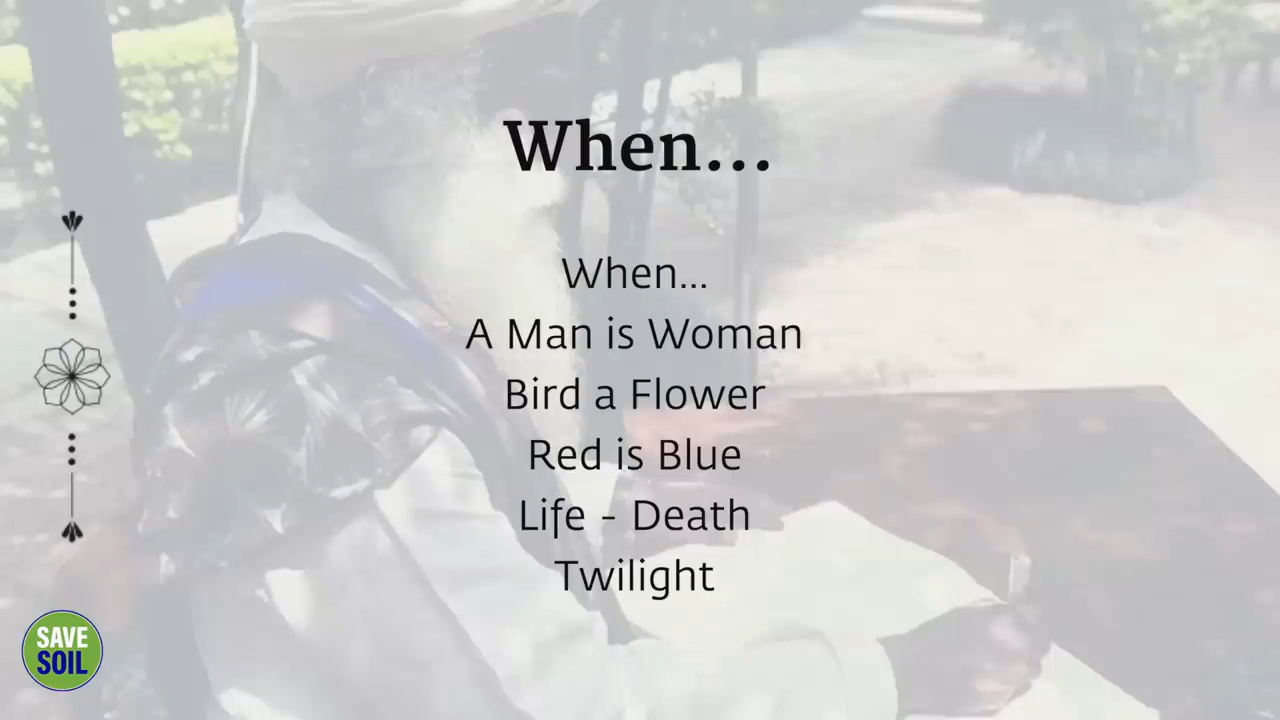 When...
When...
A Man is Woman
Bird a Flower
Red is Blue
Life - Death
Twilight
SAVE
SOIL